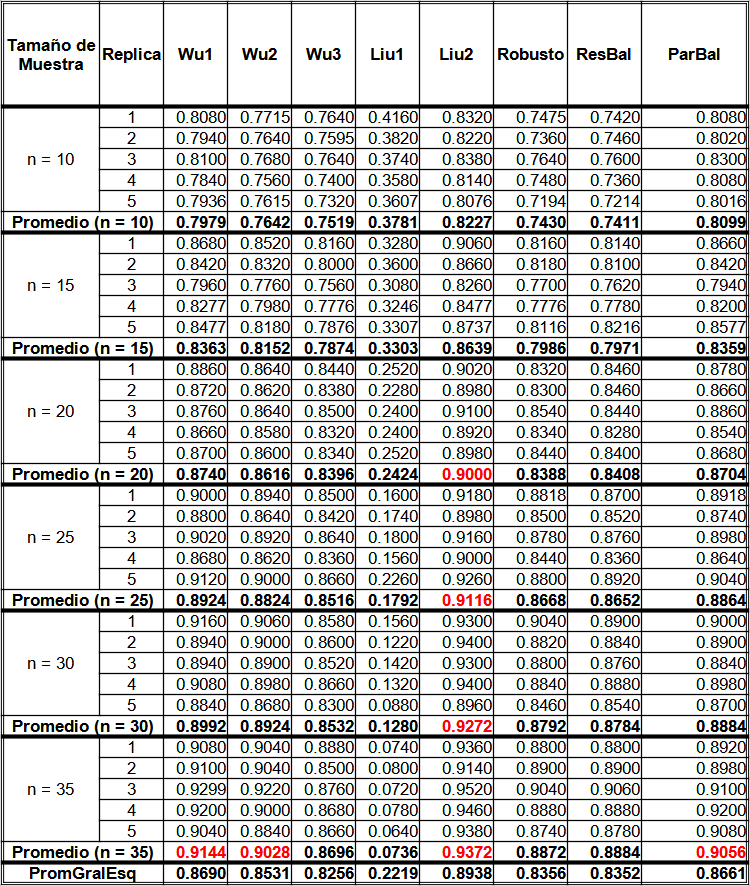 Tamaño de Muestra Replica Wu1 Wu2 Wu3 Liu1 Liu2 Robusto ResBal ParBal
n = 10
1 0.8080 0.7715 0.7640 0.4160 0.8320 0.7475 0.7420 0.8080
2 0.7940 0.7640 0.7595 0.3820 0.8220 0.7360 0.7460 0.8020
3 0.8100 0.7680 0.7640 0.3740 0.8380 0.7640 0.7600 0.8300
4 0.7840 0.7560 0.7400 0.3580 0.8140 0.7480 0.7360 0.8080
5 0.7936 0.7615 0.7320 0.3607 0.8076 0.7194 0.7214 0.8016
Promedio (n = 10) 0.7979 0.7642 0.7519 0.3781 0.8227 0.7430 0.7411 0.8099
n = 15
1 0.8680 0.8520 0.8160 0.3280 0.9060 0.8160 0.8140 0.8660
2 0.8420 0.8320 0.8000 0.3600 0.8660 0.8180 0.8100 0.8420
3 0.7960 0.7760 0.7560 0.3080 0.8260 0.7700 0.7620 0.7940
4 0.8277 0.7980 0.7776 0.3246 0.8477 0.7776 0.7780 0.8200
5 0.8477 0.8180 0.7876 0.3307 0.8737 0.8116 0.8216 0.8577
Promedio (n = 15) 0.8363 0.8152 0.7874 0.3303 0.8639 0.7986 0.7971 0.8359
n = 20
1 0.8860 0.8640 0.8440 0.2520 0.9020 0.8320 0.8460 0.8780
2 0.8720 0.8620 0.8380 0.2280 0.8980 0.8300 0.8460 0.8660
3 0.8760 0.8640 0.8500 0.2400 0.9100 0.8540 0.8440 0.8860
4 0.8660 0.8580 0.8320 0.2400 0.8920 0.8340 0.8280 0.8540
5 0.8700 0.8600 0.8340 0.2520 0.8980 0.8440 0.8400 0.8680
Promedio (n = 20) 0.8740 0.8616 0.8396 0.2424 0.9000 0.8388 0.8408 0.8704
n = 25
1 0.9000 0.8940 0.8500 0.1600 0.9180 0.8818 0.8700 0.8918
2 0.8800 0.8640 0.8420 0.1740 0.8980 0.8500 0.8520 0.8740
3 0.9020 0.8920 0.8640 0.1800 0.9160 0.8780 0.8760 0.8980
4 0.8680 0.8620 0.8360 0.1560 0.9000 0.8440 0.8360 0.8640
5 0.9120 0.9000 0.8660 0.2260 0.9260 0.8800 0.8920 0.9040
Promedio (n = 25) 0.8924 0.8824 0.8516 0.1792 0.9116 0.8668 0.8652 0.8864
n = 30
1 0.9160 0.9060 0.8580 0.1560 0.9300 0.9040 0.8900 0.9000
2 0.8940 0.9000 0.8600 0.1220 0.9400 0.8820 0.8840 0.8900
3 0.8940 0.8900 0.8520 0.1420 0.9300 0.8800 0.8760 0.8840
4 0.9080 0.8980 0.8660 0.1320 0.9400 0.8840 0.8880 0.8980
5 0.8840 0.8680 0.8300 0.0880 0.8960 0.8460 0.8540 0.8700
Promedio (n = 30) 0.8992 0.8924 0.8532 0.1280 0.9272 0.8792 0.8784 0.8884
n = 35
1 0.9080 0.9040 0.8880 0.0740 0.9360 0.8800 0.8800 0.8920
2 0.9100 0.9040 0.8500 0.0800 0.9140 0.8900 0.8900 0.8980
3 0.9299 0.9220 0.8760 0.0720 0.9520 0.9040 0.9060 0.9100
4 0.9200 0.9000 0.8680 0.0780 0.9460 0.8880 0.8880 0.9200
5 0.9040 0.8840 0.8660 0.0640 0.9380 0.8740 0.8780 0.9080
Promedio (n = 35) 0.9144 0.9028 0.8696 0.0736 0.9372 0.8872 0.8884 0.9056
PromGralEsq 0.8690 0.8531 0.8256 0.2219 0.8938 0.8356 0.8352 0.8661